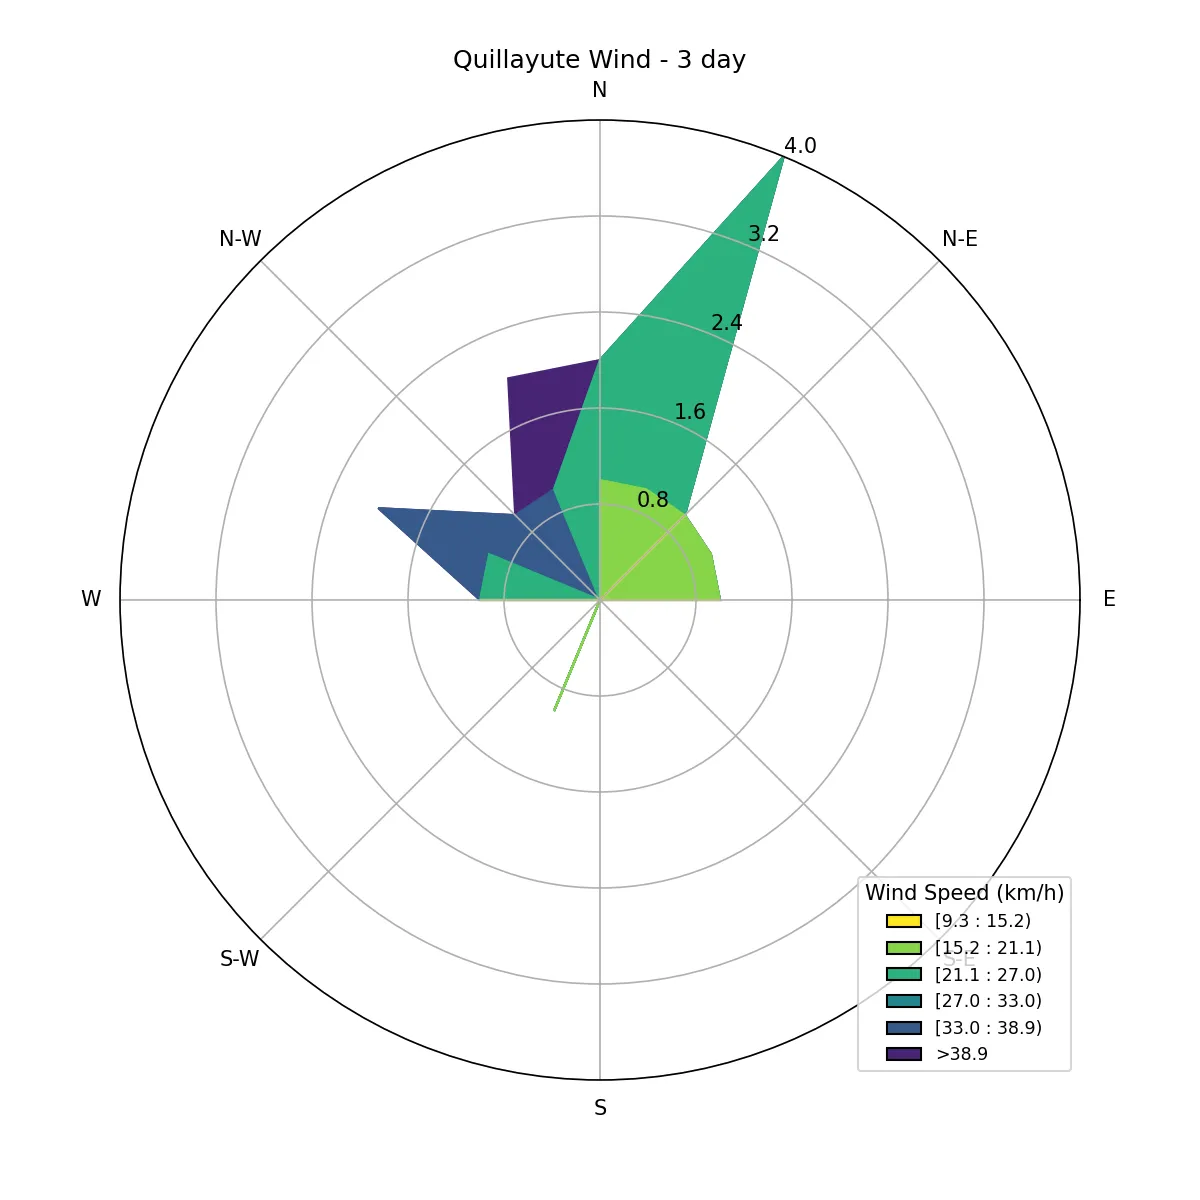 Quillayute Wind - 3 day
N
4.0
N-W
3.2
N-E
2.4
1.6
0.8
W
E
Wind Speed (km/h)
[9.3 : 15.2)
[15.2 : 21.1)
S-W
S-E
[21.1 : 27.0)
[27.0 : 33.0)
[33.0 : 38.9)
>38.9
S